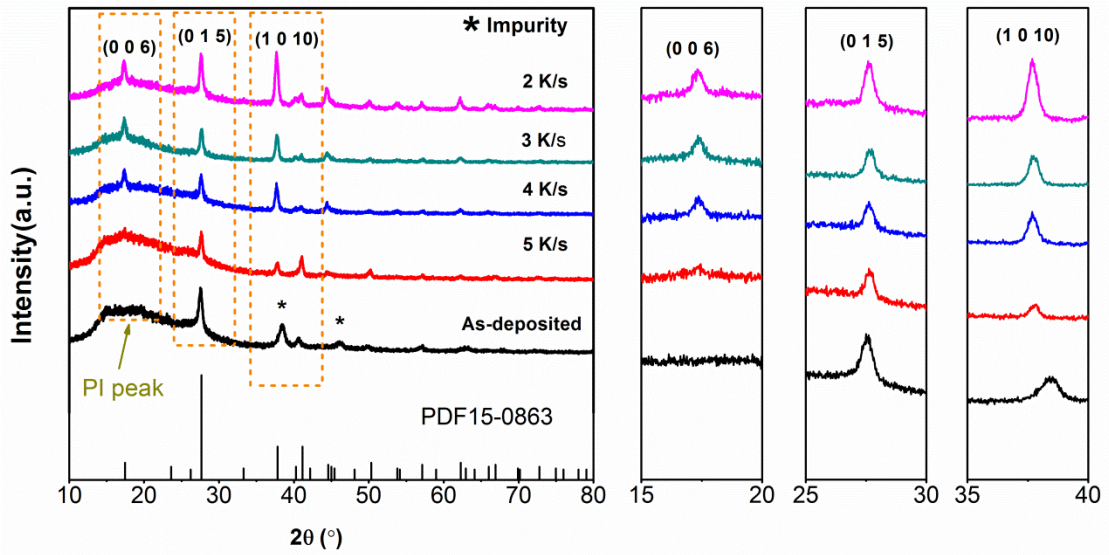 (0 0 6)
(0 1 5)
(1 0 10)
* Impurity
2 K/s
3 K/s
4 K/s
5 K/s
As-deposited
*
*
PI peak
PDF15-0863
Intensity(a.u.)
10 20 30 40 50 60 70 80
2θ (°)
(0 0 6)
15 20
(0 1 5)
25 30
(1 0 10)
35 40